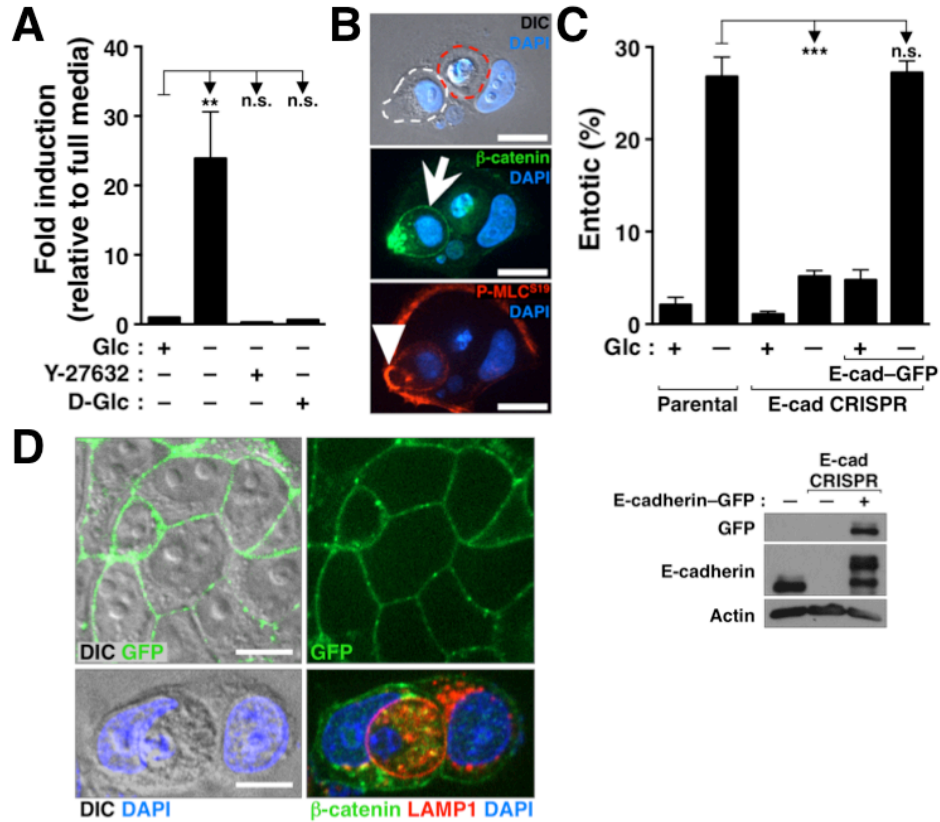 A
40
30
20
10
0
Fold induction
(relative to full media)
**
n.s.
n.s.
Glc : + – – –
Y-27632 : – – + –
D-Glc : – – – +
B
DIC
DAPI
β-catenin
DAPI
P-MLCS19
DAPI
C
30
20
10
0
Entotic (%)
***
n.s.
Glc : + – + – + –
E-cad–GFP
Parental
E-cad CRISPR
E-cad
CRISPR
E-cadherin–GFP : – – +
GFP
E-cadherin
Actin
D
DIC GFP
GFP
DIC DAPI
β-catenin LAMP1 DAPI